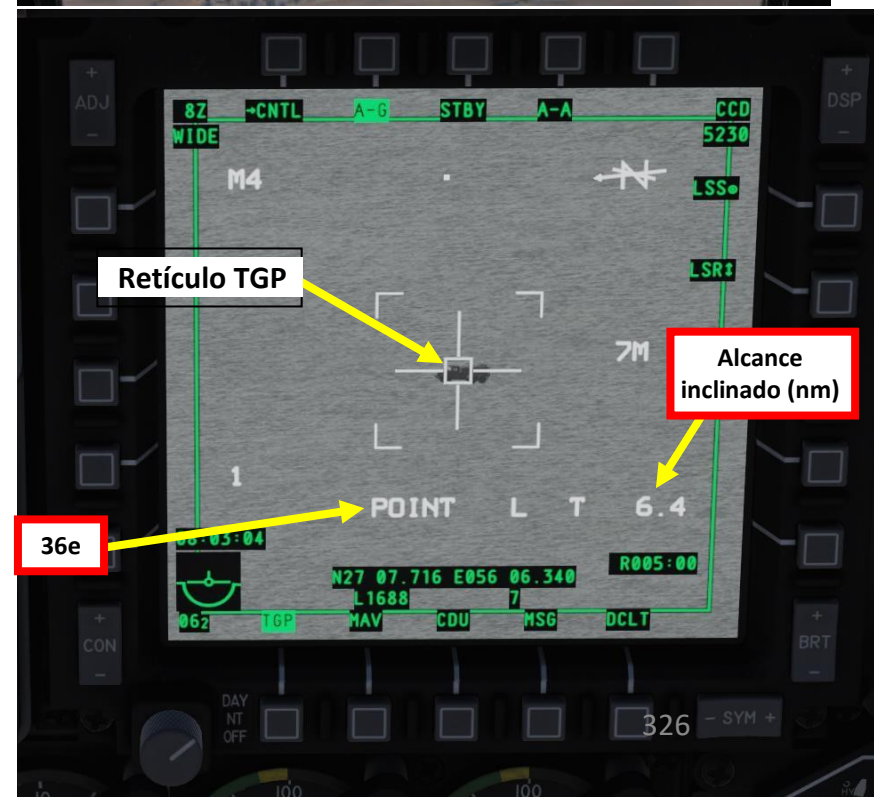 ADJ
DSP
8Z →CNTL A-G STBY A-A CCD
WIDE 5230
M4 N LSS
Retículo TGP
LSR↕
7M
Alcance
inclinado (nm)
1
POINT L T 6.4
36e
08:03:04
R005:00
N27 07.716 E056 06.340
L1688 7
062 TGP MAV CDU MSG DCLT
CON
BRT
DAY
NT
OFF
326
- SYM +
100
100